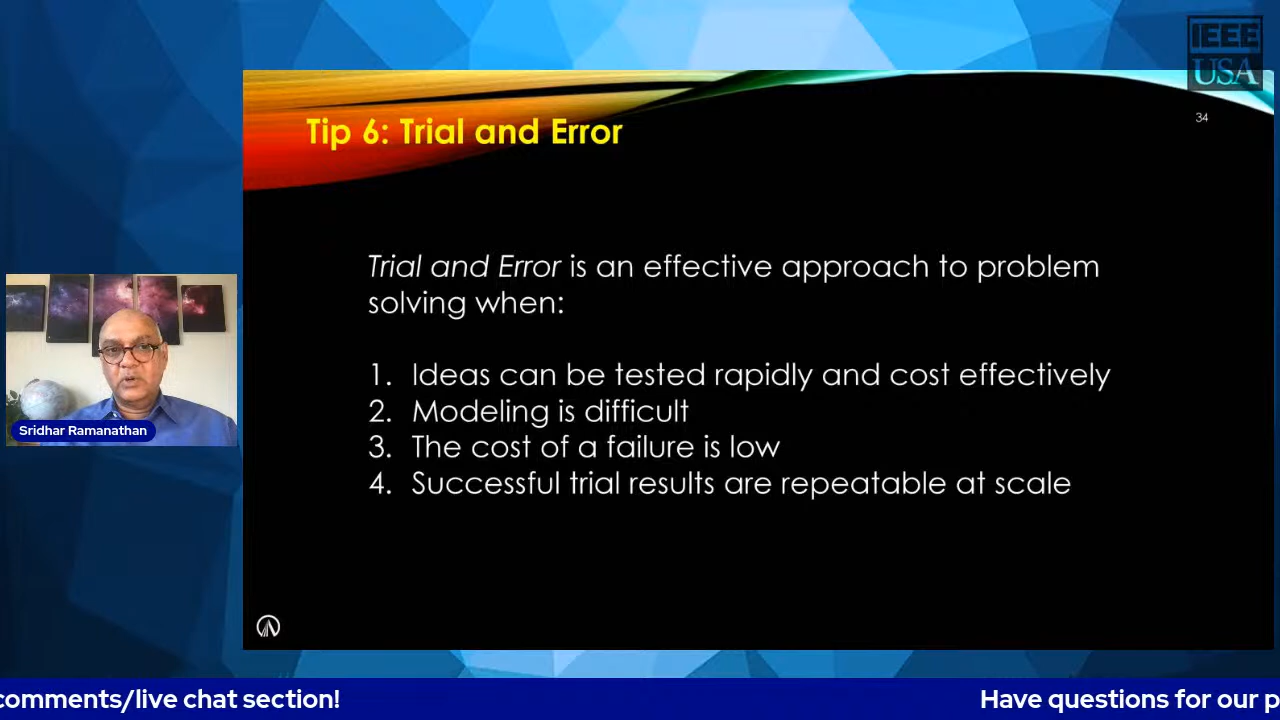 IEEE
USA
34
Tip 6: Trial and Error
Trial and Error is an effective approach to problem
solving when:
1. Ideas can be tested rapidly and cost effectively
2. Modeling is difficult
3. The cost of a failure is low
4. Successful trial results are repeatable at scale
Sridhar Ramanathan
comments/live chat section!
Have questions for our p